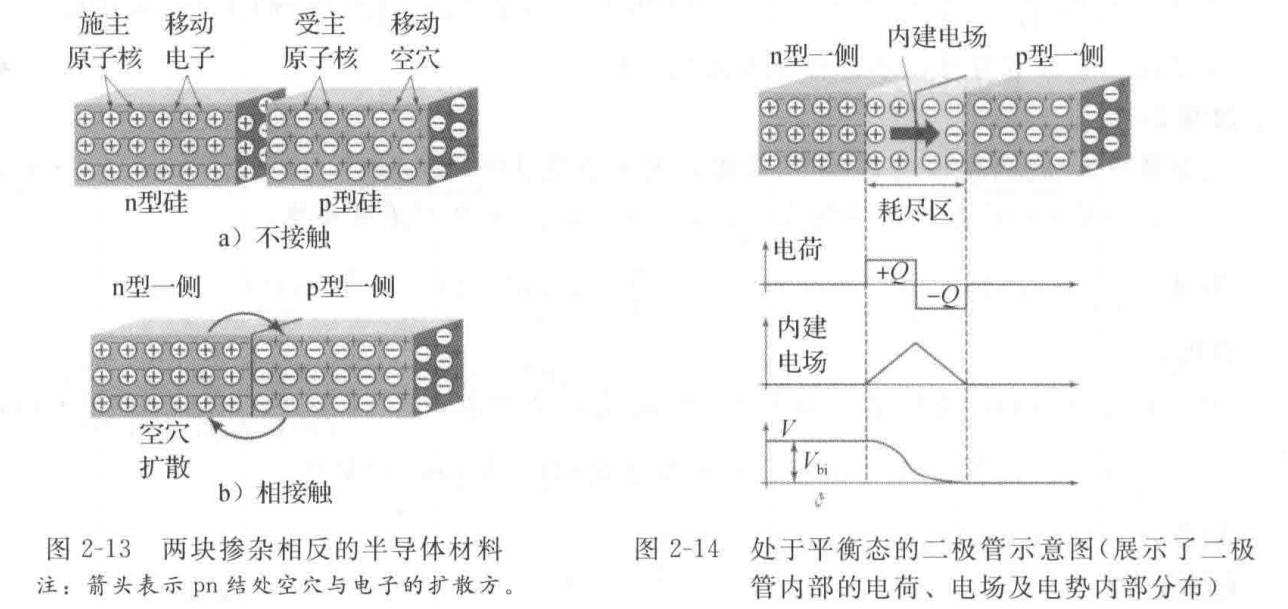 施主 移动 受主 移动
原子核 电子 原子核 空穴
n型硅 p型硅
a）不接触
n型一侧 p型一侧
空穴
扩散
b）相接触
图 2-13 两块掺杂相反的半导体材料
注：箭头表示 pn 结处空穴与电子的扩散方。
n型一侧 内建电场 p型一侧
耗尽区
电荷
+Q
−Q
内建
电场
V
Vbi
图 2-14 处于平衡态的二极管示意图（展示了二极
管内部的电荷、电场及电势内部分布）